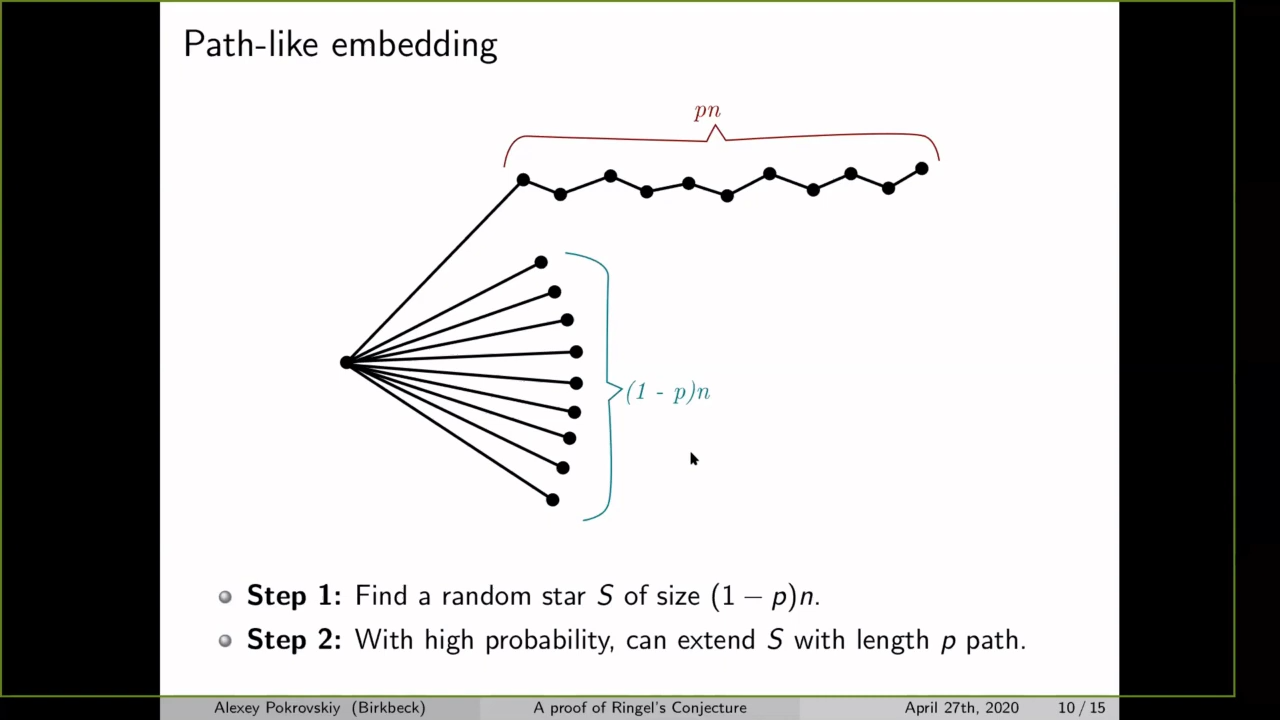 Path-like embedding
pn
(1 - p)n
Step 1: Find a random star S of size (1 − p)n.
Step 2: With high probability, can extend S with length p path.
Alexey Pokrovskiy (Birkbeck) A proof of Ringel's Conjecture April 27th, 2020 10 / 15